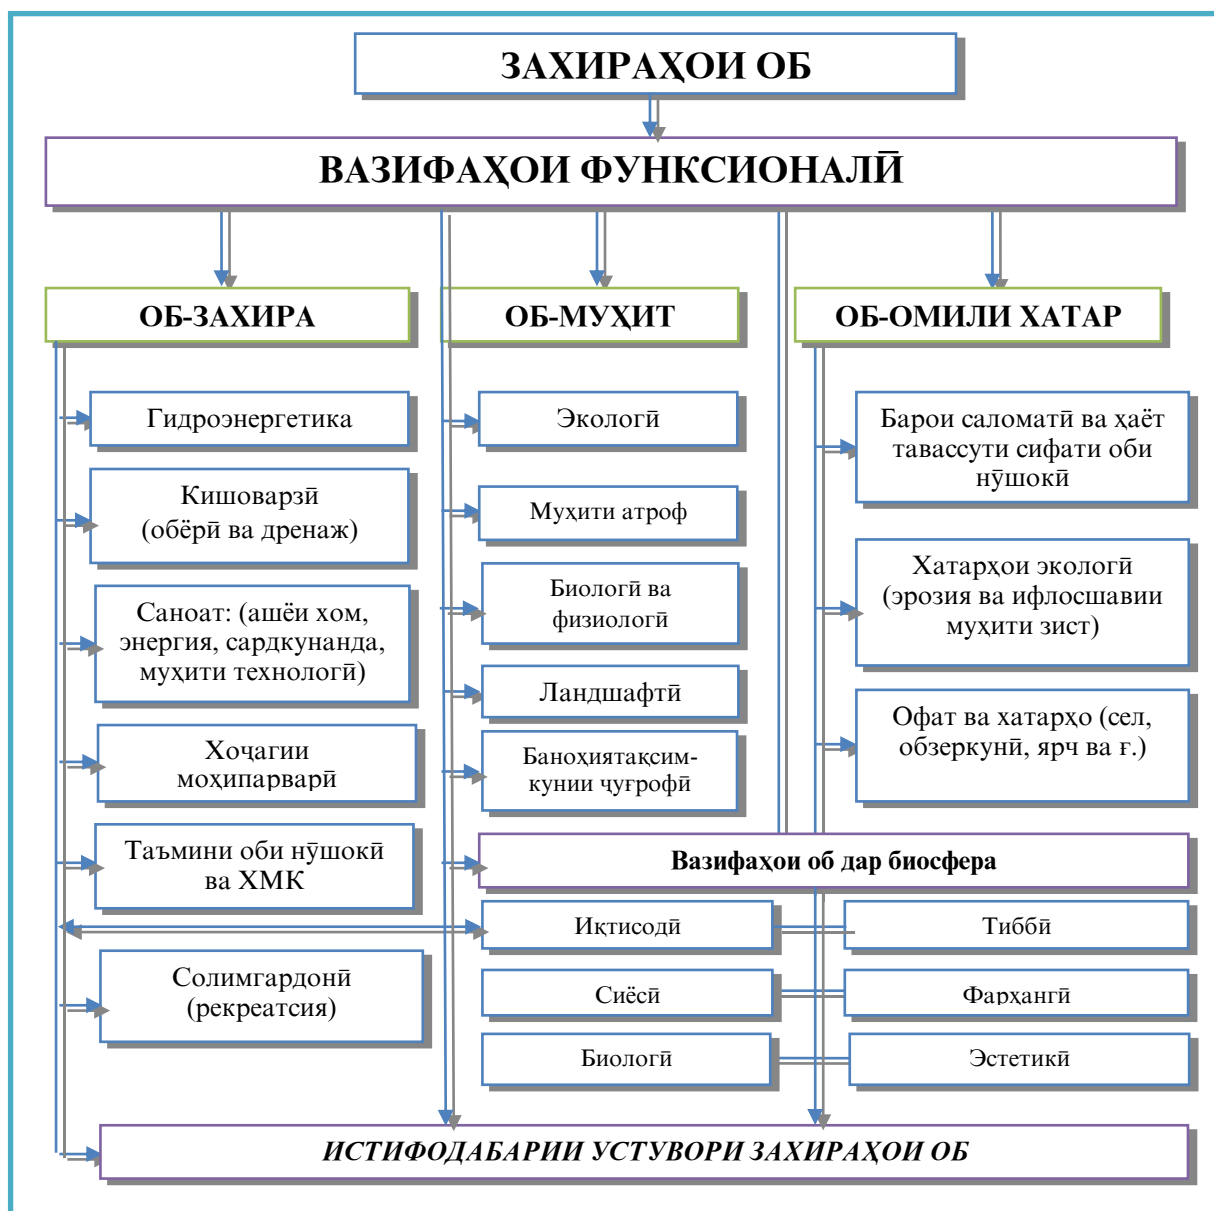 ЗАХИРАҲОИ ОБ
ВАЗИФАҲОИ ФУНКСИОНАЛӢ
ОБ-ЗАХИРА
Гидроэнергетика
Кишоварзӣ
(обёрӣ ва дренаж)
Саноат: (ашёи хом,
энергия, сардкунанда,
муҳити технологӣ)
Хоҷагии
моҳипарварӣ
Таъмини оби нӯшокӣ
ва ХМК
Солимгардонӣ
(рекреатсия)
ОБ-МУҲИТ
Экологӣ
Муҳити атроф
Биологӣ ва
физиологӣ
Ландшафтӣ
Баноҳиятақсим-
кунии ҷуғрофӣ
ОБ-ОМИЛИ ХАТАР
Барои саломатӣ ва ҳаёт
тавассути сифати оби
нӯшокӣ
Хатарҳои экологӣ
(эрозия ва ифлосшавии
муҳити зист)
Офат ва хатарҳо (сел,
обзеркунӣ, ярч ва ғ.)
Вазифаҳои об дар биосфера
Иқтисодӣ
Тиббӣ
Сиёсӣ
Фарҳангӣ
Биологӣ
Эстетикӣ
ИСТИФОДАБАРИИ УСТУВОРИ ЗАХИРАҲОИ ОБ